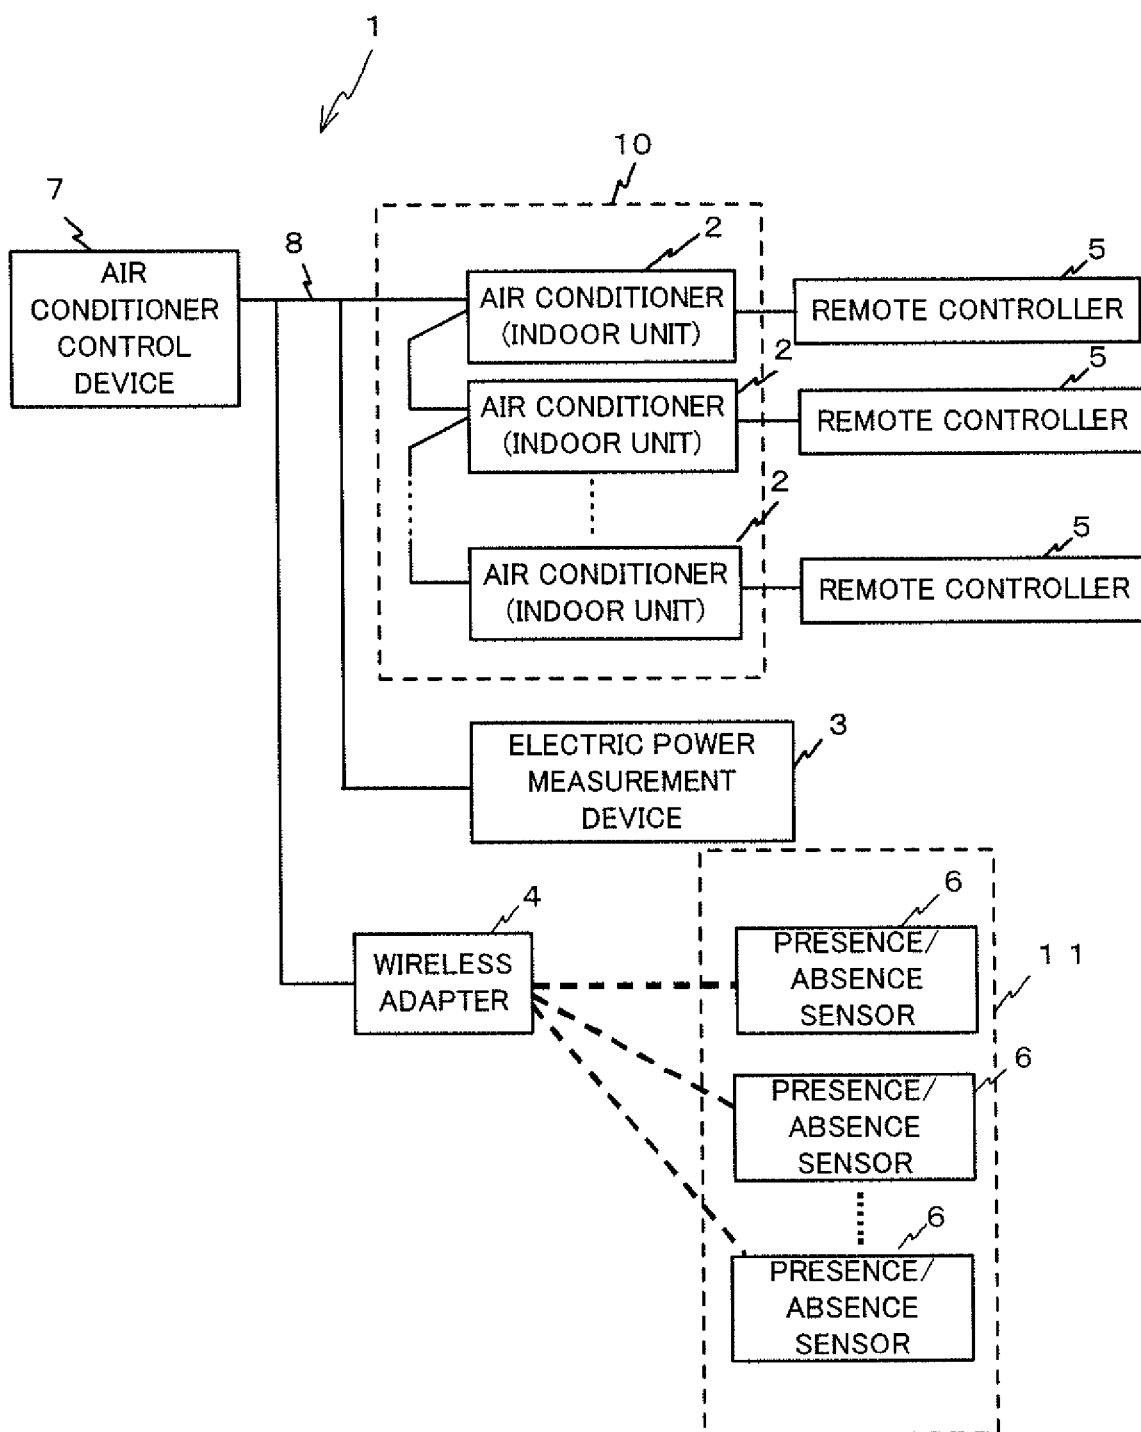 1
10
7
8
2
5
AIR
CONDITIONER
CONTROL
DEVICE
AIR CONDITIONER
(INDOOR UNIT)
REMOTE CONTROLLER
2
5
AIR CONDITIONER
(INDOOR UNIT)
REMOTE CONTROLLER
2
5
AIR CONDITIONER
(INDOOR UNIT)
REMOTE CONTROLLER
3
ELECTRIC POWER
MEASUREMENT
DEVICE
4
WIRELESS
ADAPTER
6
11
PRESENCE/
ABSENCE
SENSOR
6
PRESENCE/
ABSENCE
SENSOR
6
PRESENCE/
ABSENCE
SENSOR